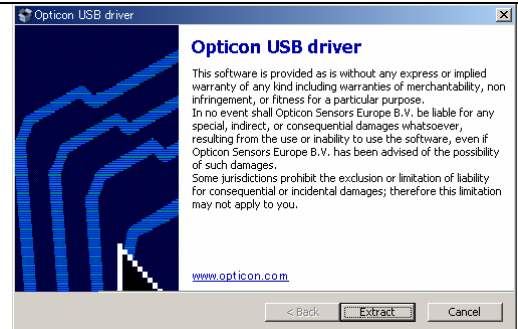 Opticon USB driver
Opticon USB driver
This software is provided as is without any express or implied
warranty of any kind including warranties of merchantability, non
infringement, or fitness for a particular purpose.
In no event shall Opticon Sensors Europe B.V. be liable for any
special, indirect, or consequential damages whatsoever,
resulting from the use or inability to use the software, even if
Opticon Sensors Europe B.V. has been advised of the possibility
of such damages.
Some jurisdictions prohibit the exclusion or limitation of liability
for consequential or incidental damages; therefore this limitation
may not apply to you.
www.opticon.com
< Back Extract Cancel